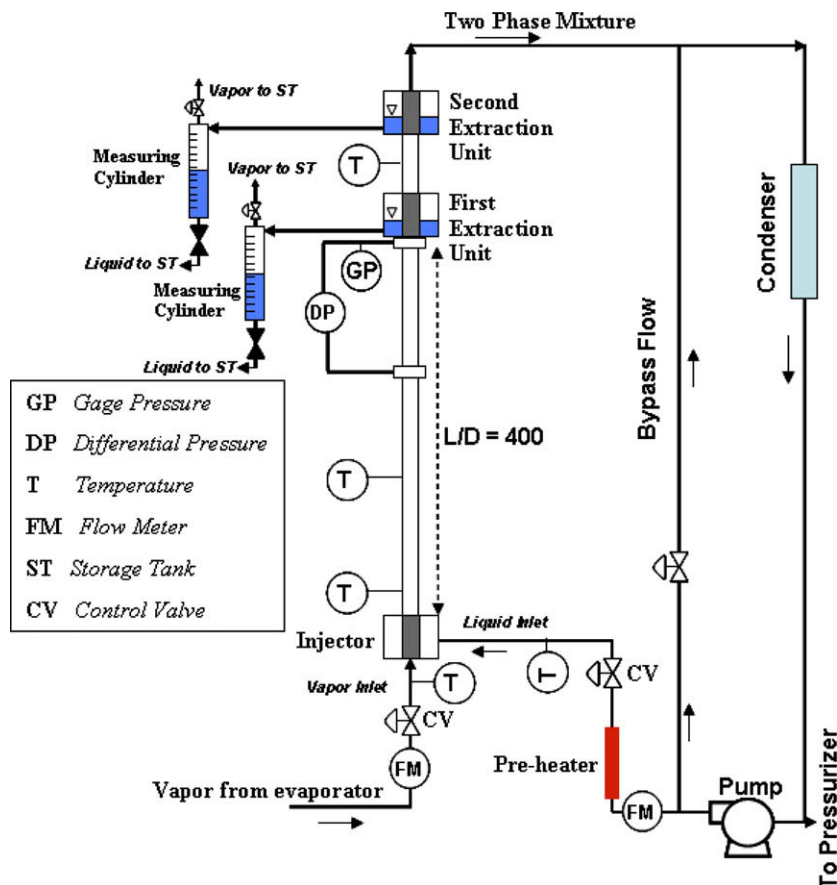 Two Phase Mixture
Vapor to ST
Second
Extraction
Unit
Measuring
Cylinder
T
Vapor to ST
First
Extraction
Unit
Condenser
Liquid to ST
GP
Measuring
Cylinder
DP
Liquid to ST
Bypass Flow
GP Gage Pressure
DP Differential Pressure
T Temperature
FM Flow Meter
ST Storage Tank
CV Control Valve
L/D = 400
T
T
Injector
Liquid Inlet
T
Vapor Inlet
T
CV
CV
FM
Pre-heater
Vapor from evaporator
FM
Pump
To Pressurizer